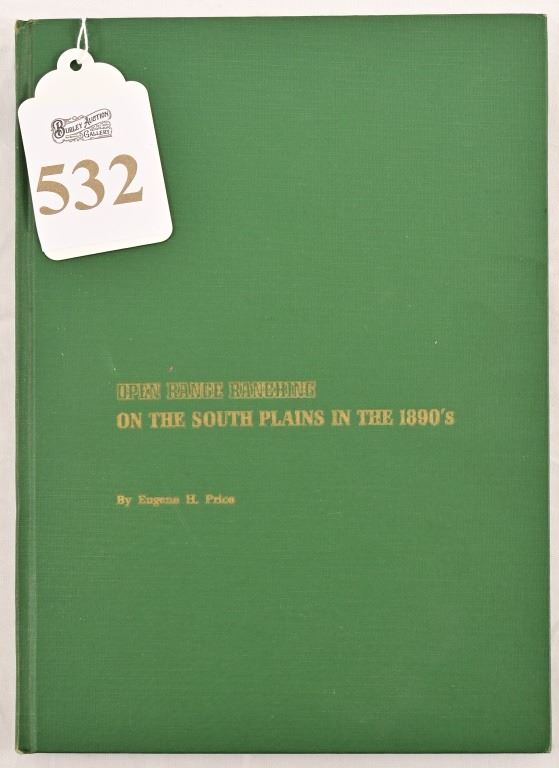 BURLEY AUCTION
GALLERY
532
OPEN RANGE RANCHING
ON THE SOUTH PLAINS IN THE 1890's
By Eugene H. Price